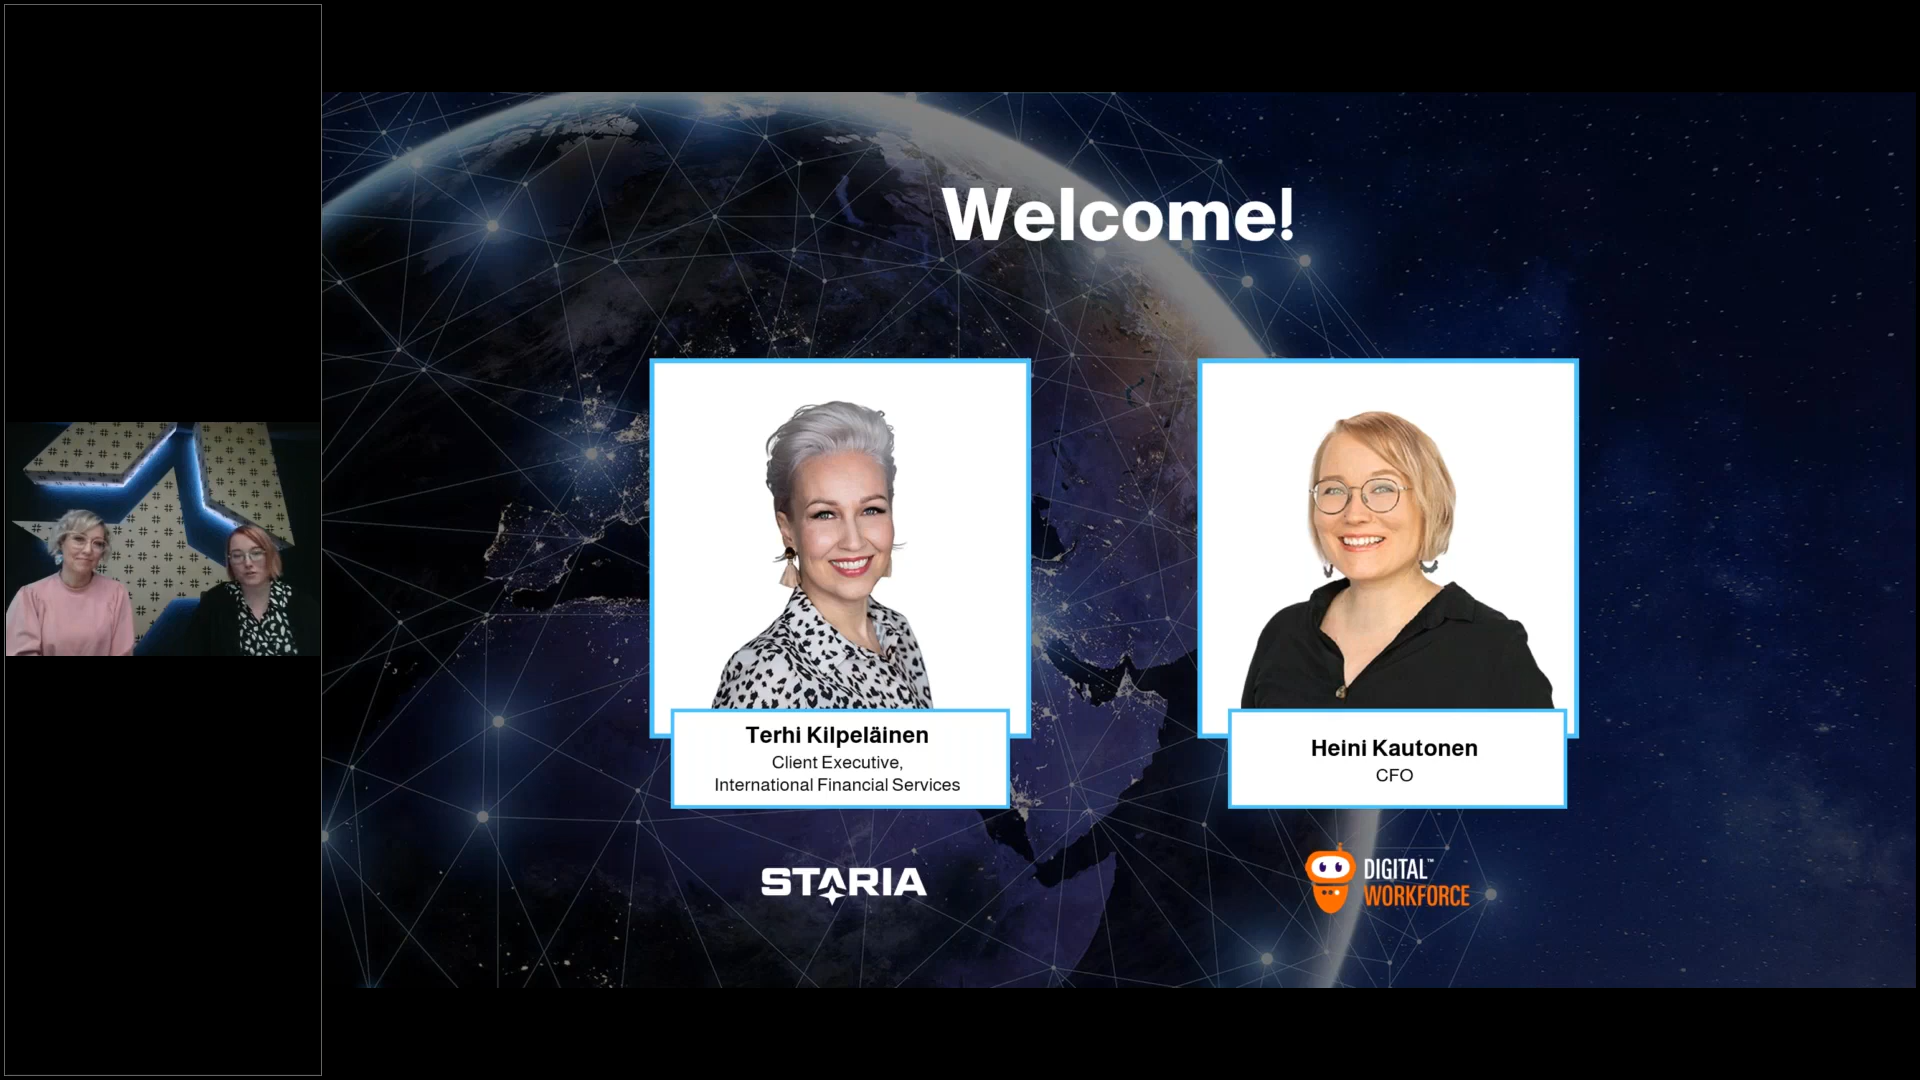 Welcome!
Terhi Kilpeläinen
Client Executive,
International Financial Services
STARIA
Heini Kautonen
CFO
DIGITAL™
WORKFORCE